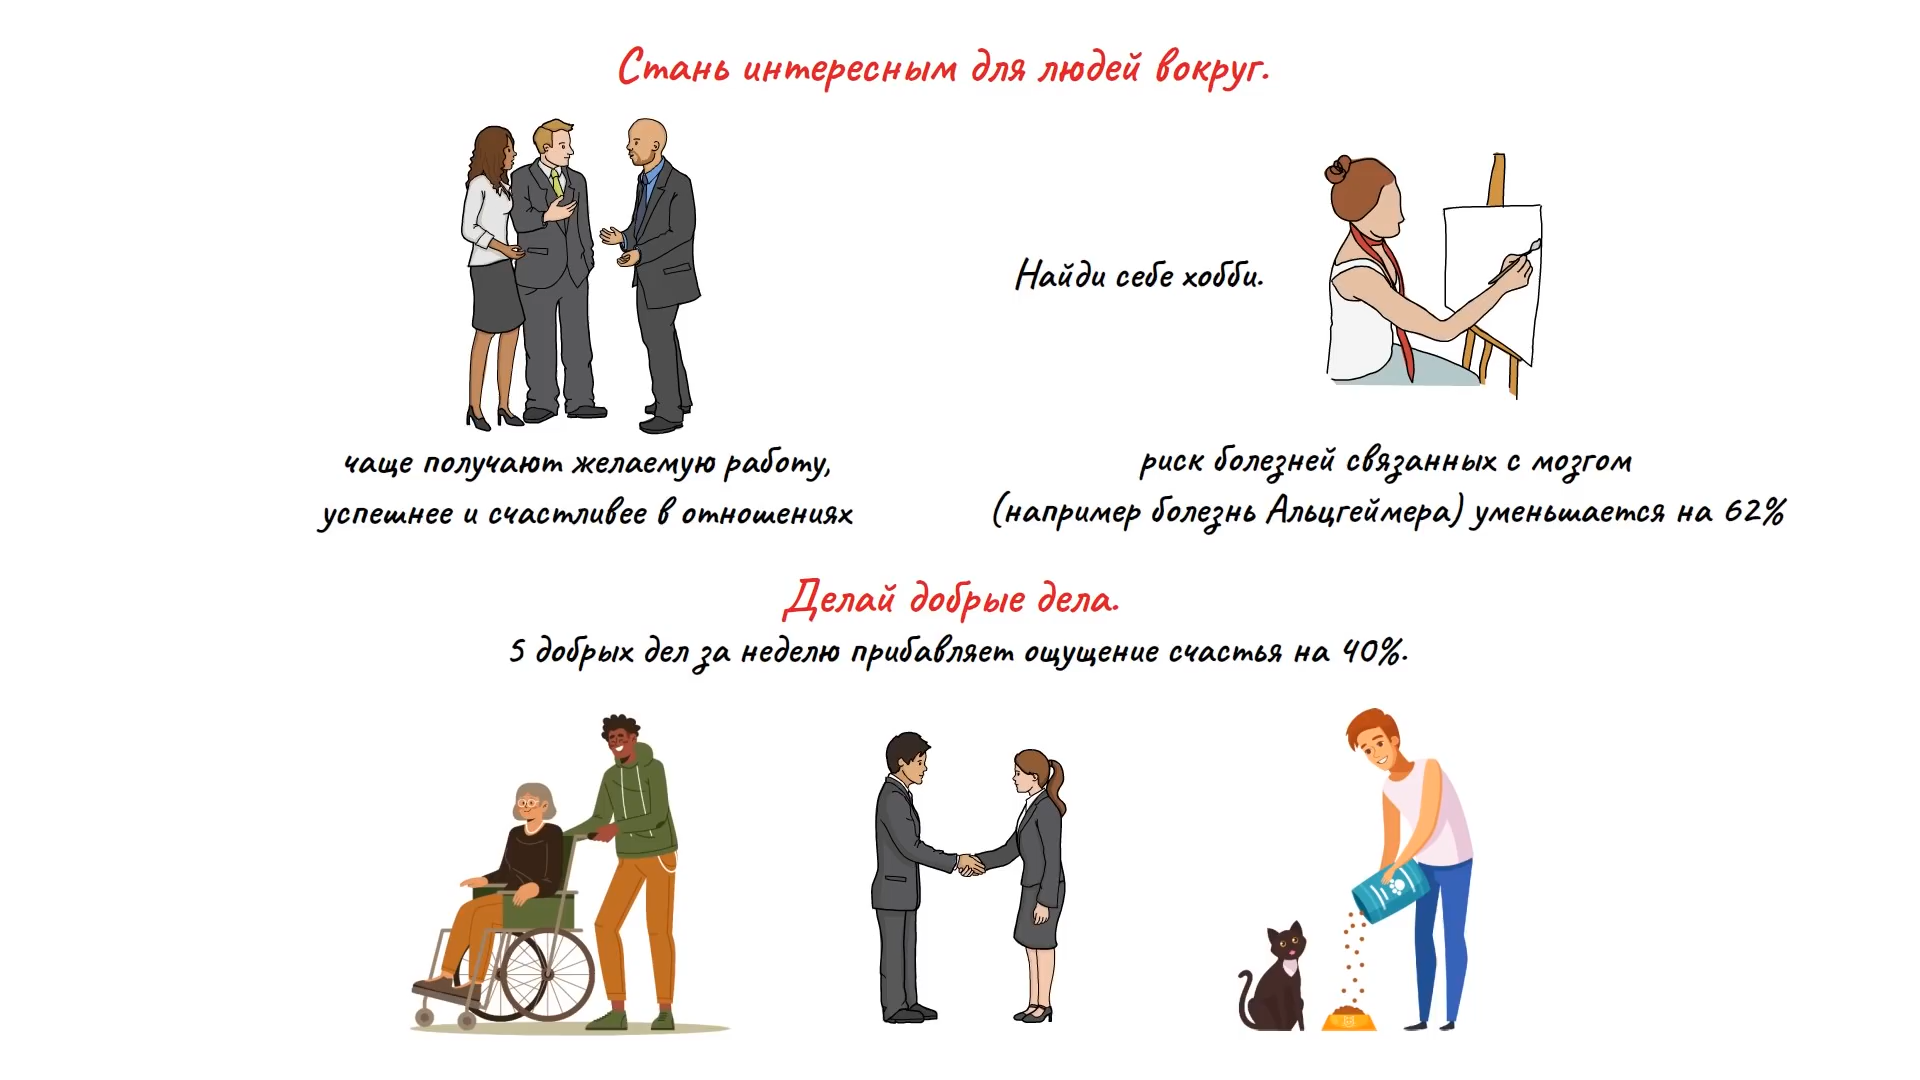 Стань интересным для людей вокруг.
Найди себе хобби.
чаще получают желаемую работу,
успешнее и счастливее в отношениях
риск болезней связанных с мозгом
(например болезнь Альцгеймера) уменьшается на 62%
Делай добрые дела.
5 добрых дел за неделю прибавляет ощущение счастья на 40%.